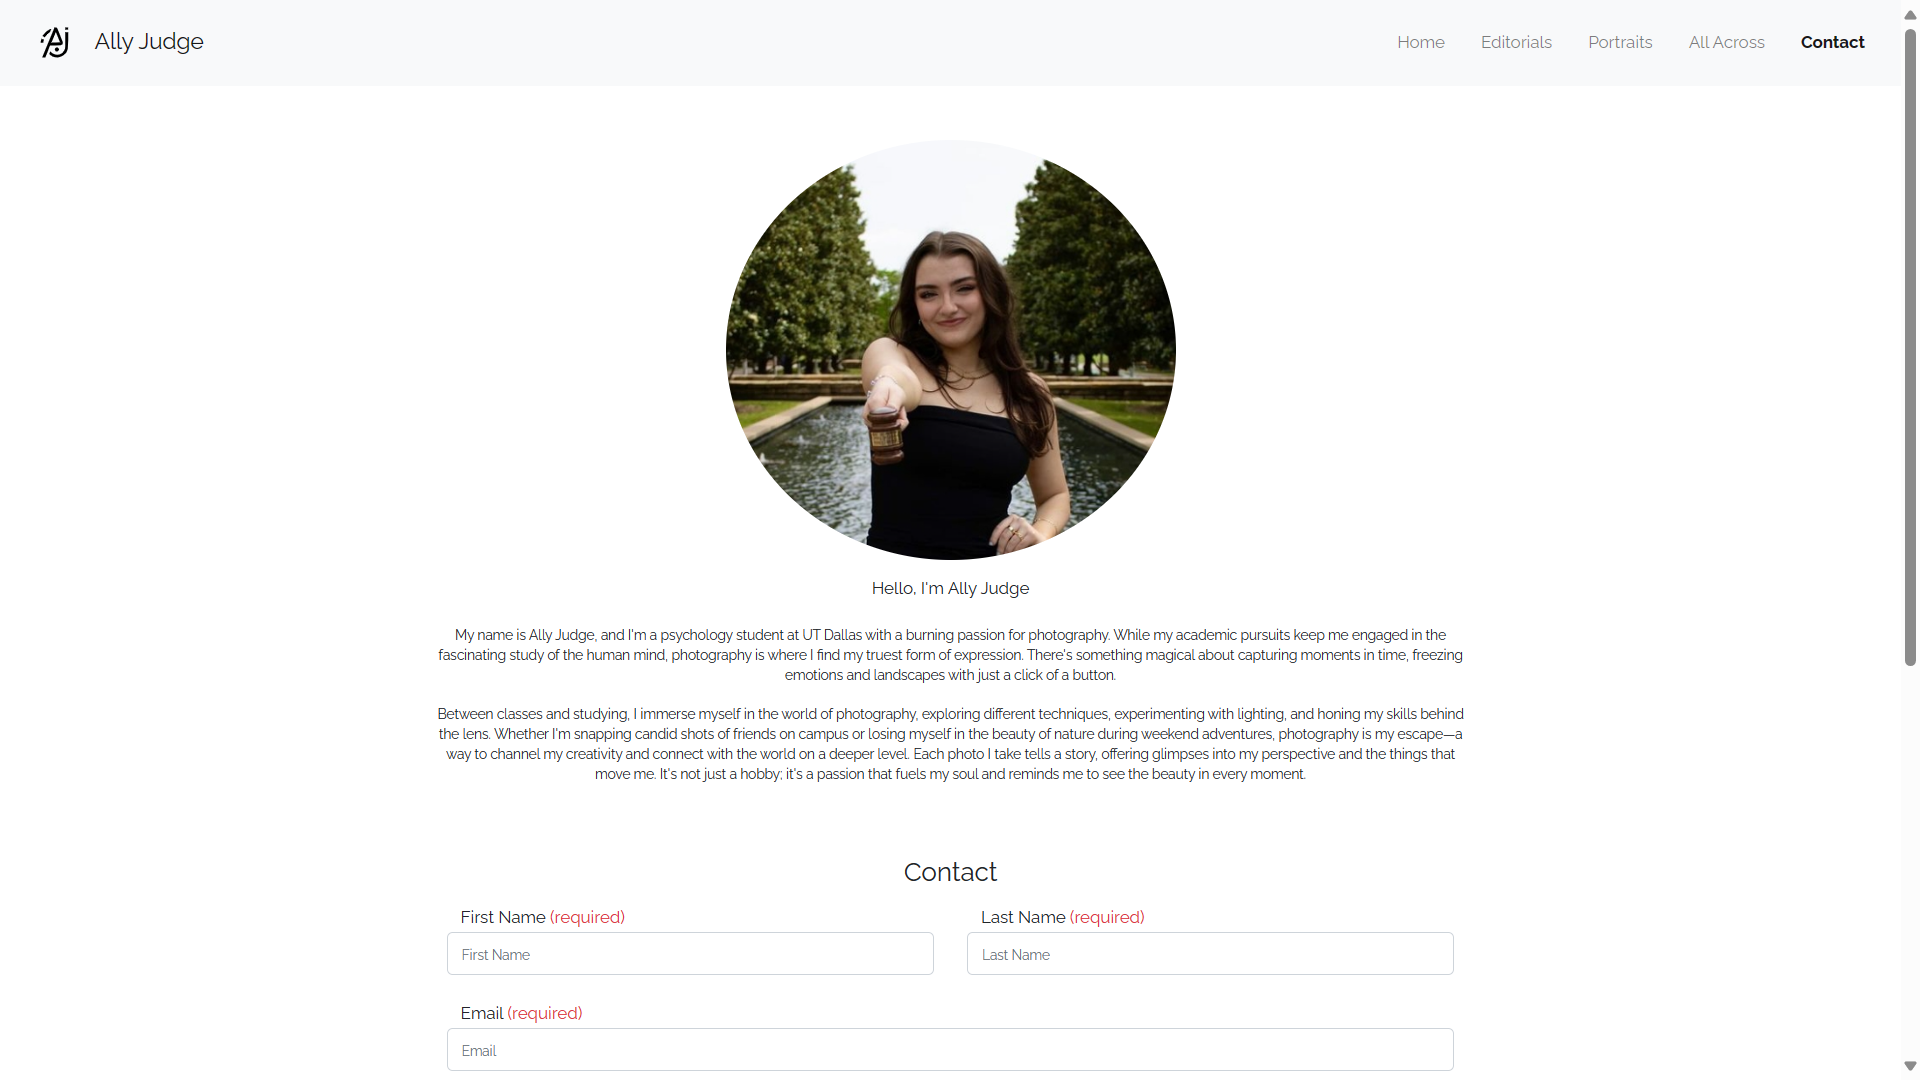 AJ
Ally Judge
Home
Editorials
Portraits
All Across
Contact
Hello, I'm Ally Judge
My name is Ally Judge, and I'm a psychology student at UT Dallas with a burning passion for photography. While my academic pursuits keep me engaged in the
fascinating study of the human mind, photography is where I find my truest form of expression. There's something magical about capturing moments in time, freezing
emotions and landscapes with just a click of a button.
Between classes and studying, I immerse myself in the world of photography, exploring different techniques, experimenting with lighting, and honing my skills behind
the lens. Whether I'm snapping candid shots of friends on campus or losing myself in the beauty of nature during weekend adventures, photography is my escape—a
way to channel my creativity and connect with the world on a deeper level. Each photo I take tells a story, offering glimpses into my perspective and the things that
move me. It's not just a hobby; it's a passion that fuels my soul and reminds me to see the beauty in every moment.
Contact
First Name (required)
Last Name (required)
First Name
Last Name
Email (required)
Email